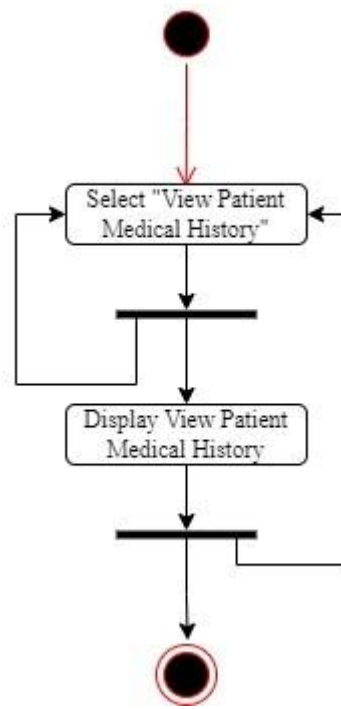 Select "View Patient
Medical History"
Display View Patient
Medical History